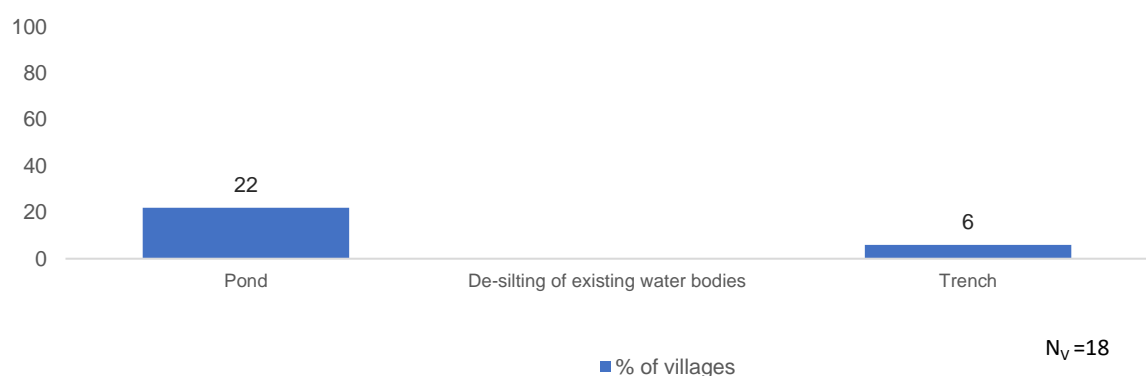 100
80
60
40
20
0
22
6
Pond
De-silting of existing water bodies
Trench
N_V =18
% of villages